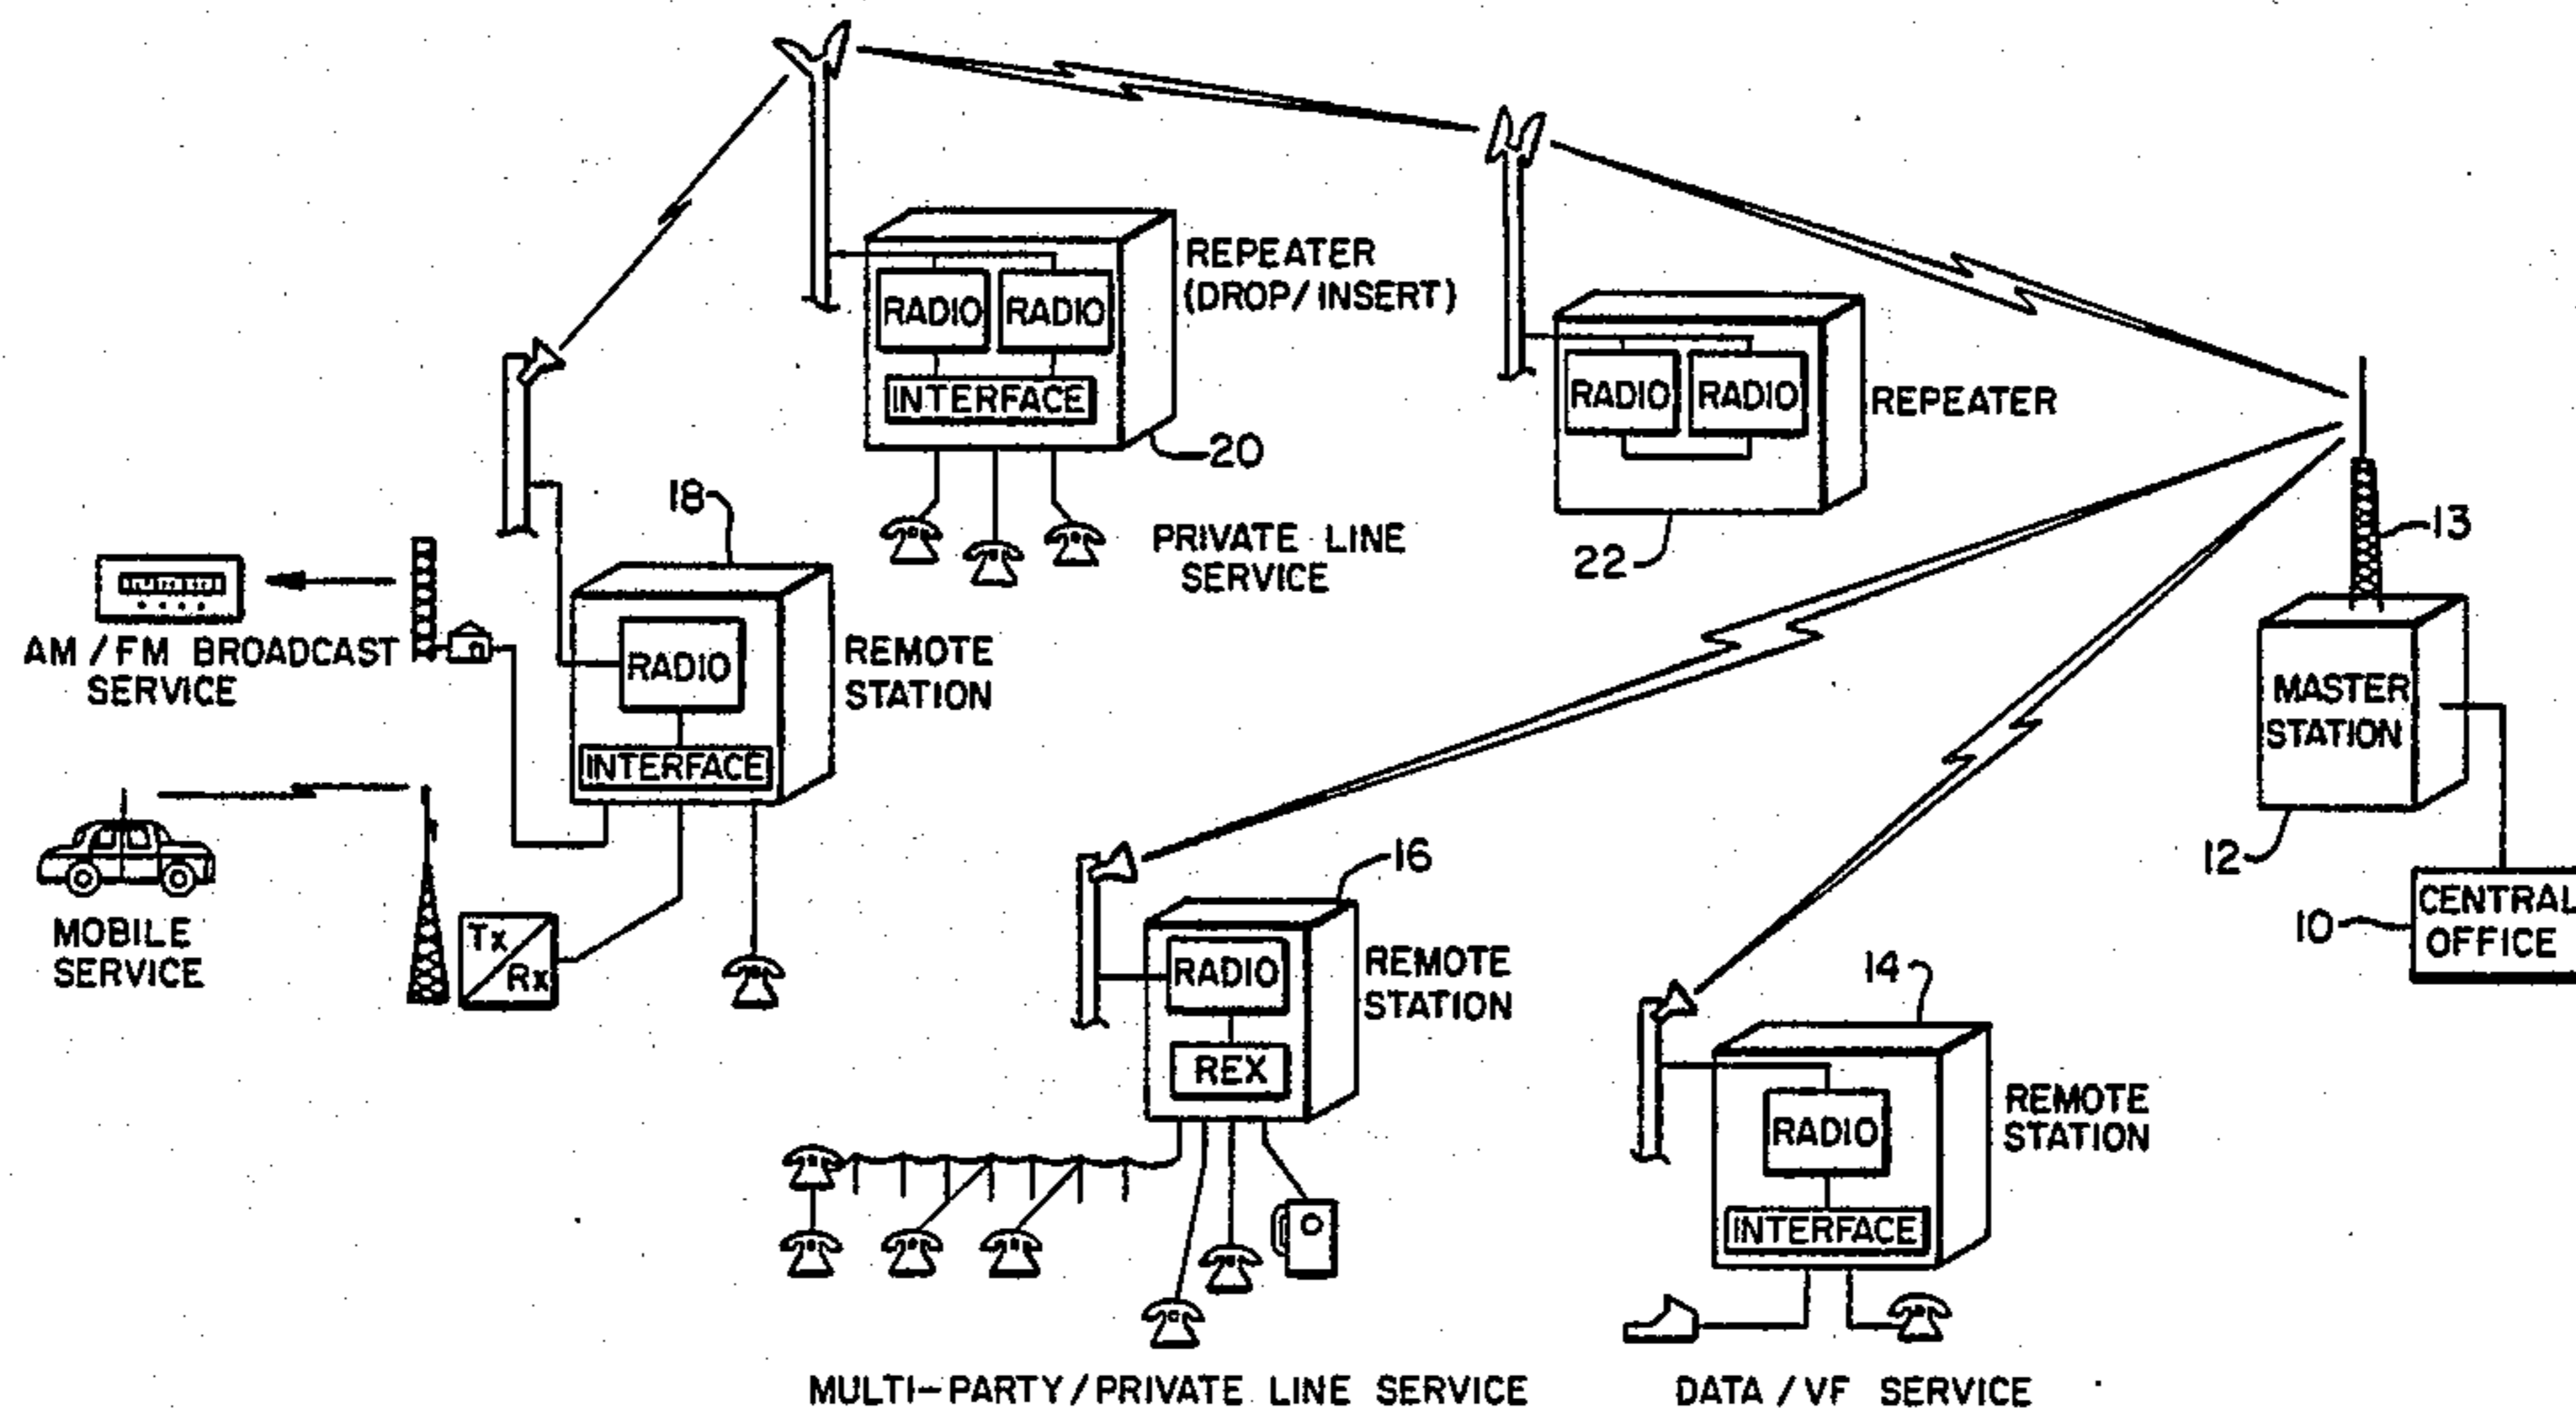 REPEATER
(DROP/INSERT)
RADIO
RADIO
INTERFACE
20
PRIVATE LINE
SERVICE
RADIO
RADIO
REPEATER
22
13
MASTER
STATION
12
CENTRAL
OFFICE
10
18
RADIO
INTERFACE
REMOTE
STATION
AM/FM BROADCAST
SERVICE
MOBILE
SERVICE
Tx
Rx
16
RADIO
REX
REMOTE
STATION
14
RADIO
INTERFACE
REMOTE
STATION
MULTI-PARTY/PRIVATE LINE SERVICE
DATA/VF SERVICE